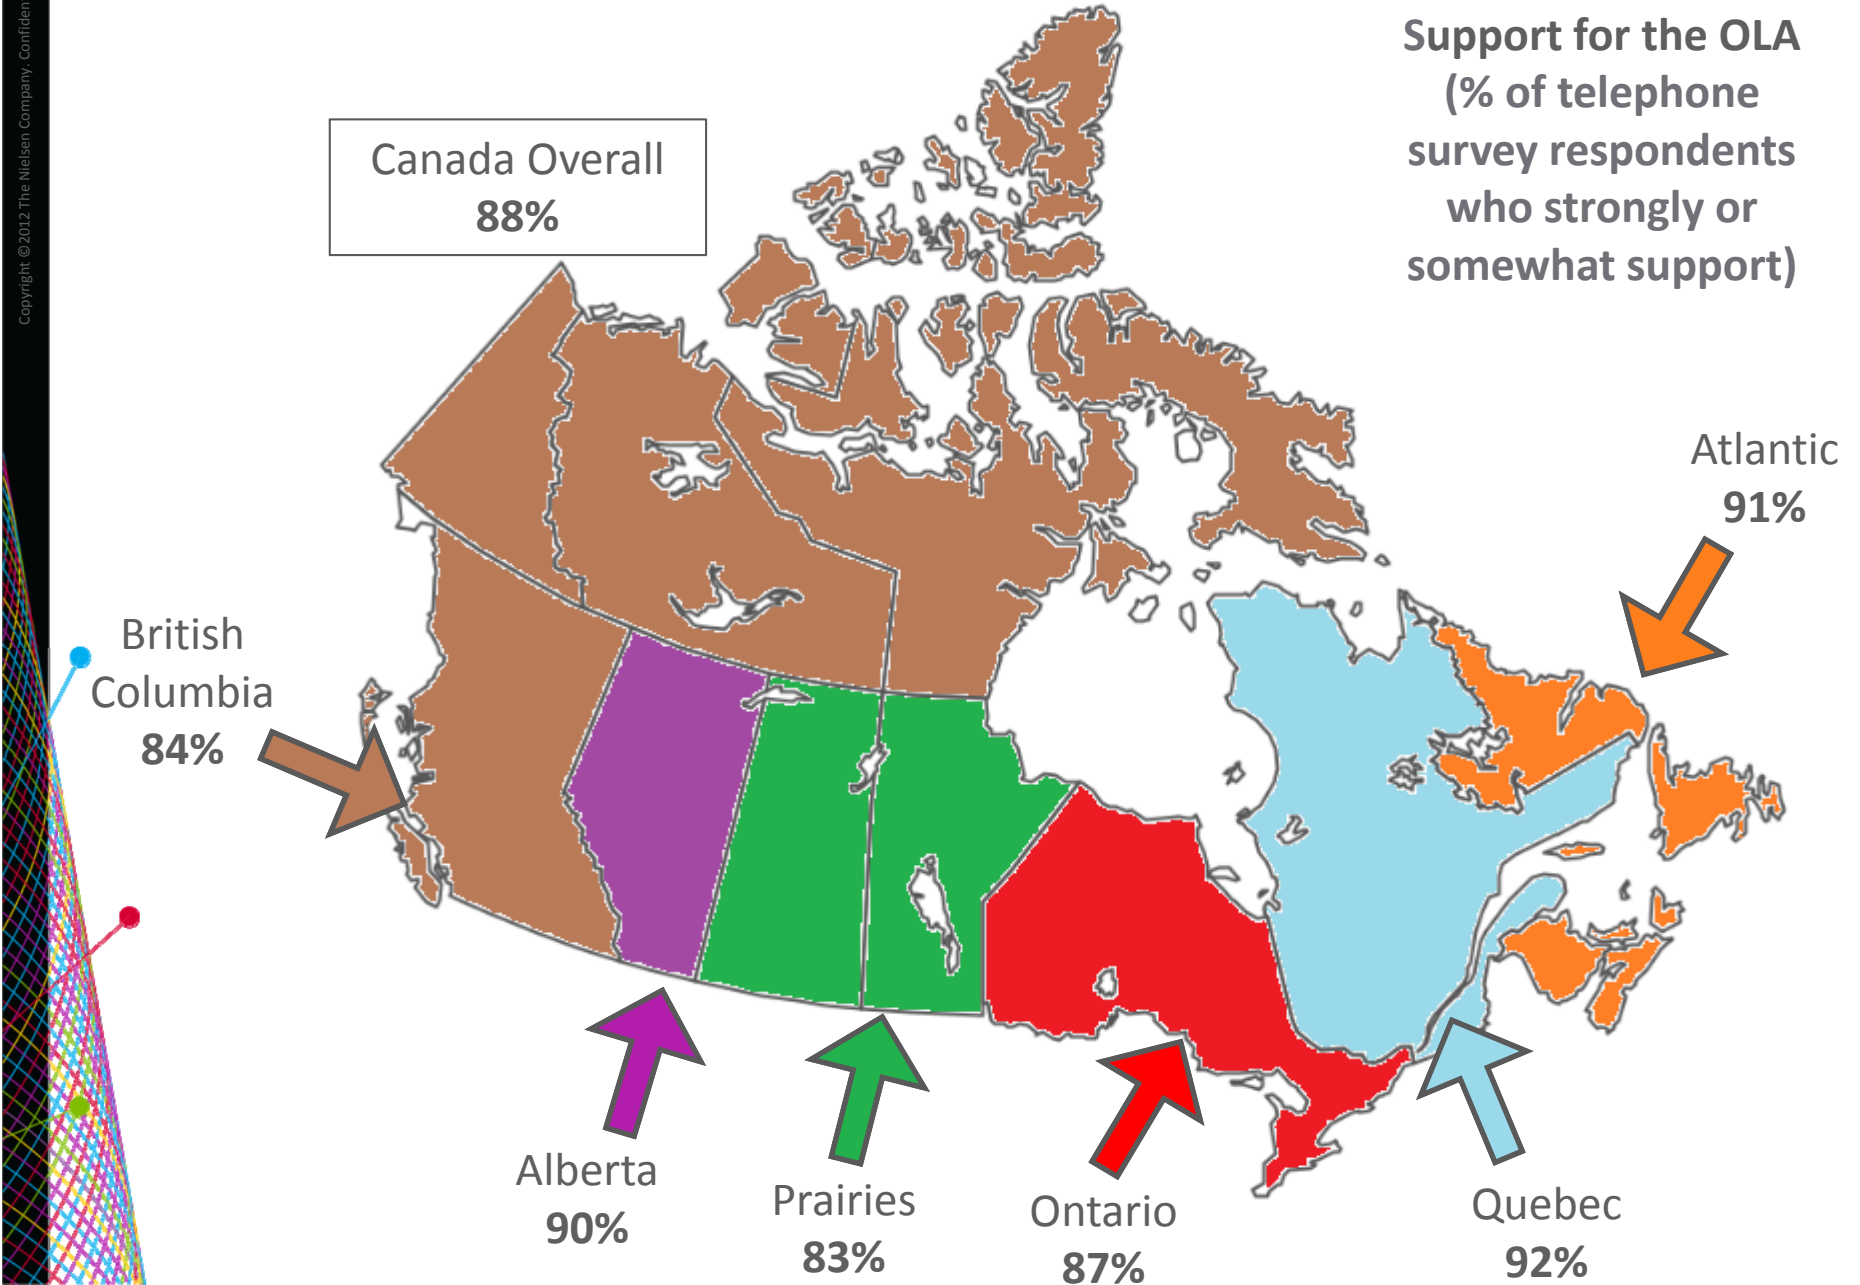 Copyright ©2012 The Nielsen Company. Confident
Support for the OLA
(% of telephone
survey respondents
who strongly or
somewhat support)
Canada Overall
88%
Atlantic
91%
British
Columbia
84%
Alberta
90%
Prairies
83%
Ontario
87%
Quebec
92%